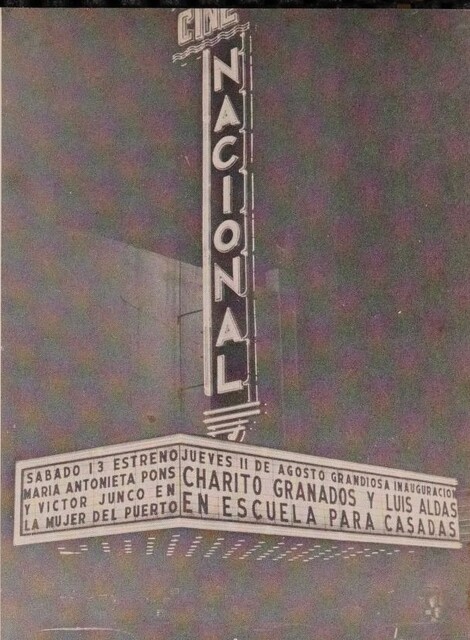 CINE
NACIONAL
SABADO 13 ESTRENO
MARIA ANTONIETA PONS
Y VICTOR JUNCO EN
LA MUJER DEL PUERTO
JUEVES 11 DE AGOSTO GRANDIOSA INAUGURACION
CHARITO GRANADOS Y LUIS ALDAS
EN ESCUELA PARA CASADAS